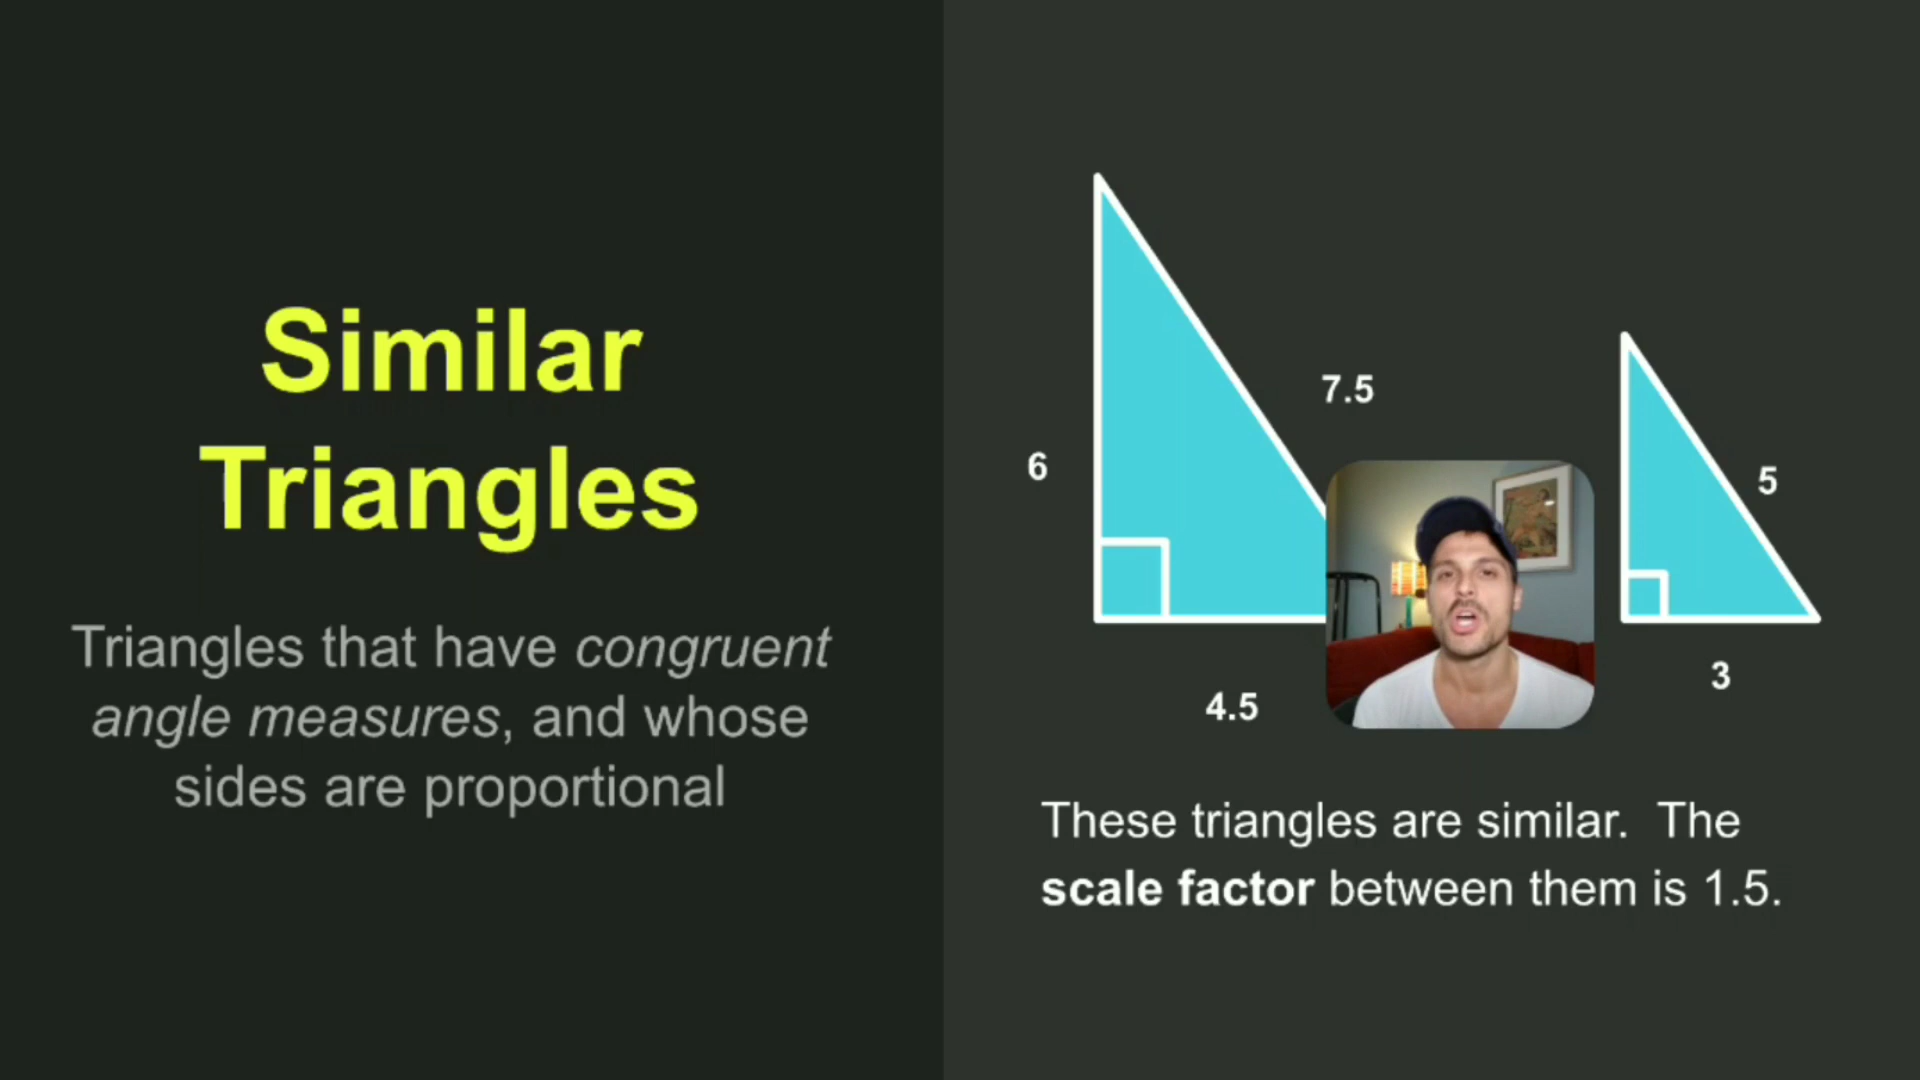 Similar
Triangles
Triangles that have congruent
angle measures, and whose
sides are proportional
7.5
6
5
3
4.5
These triangles are similar.  The
scale factor between them is 1.5.